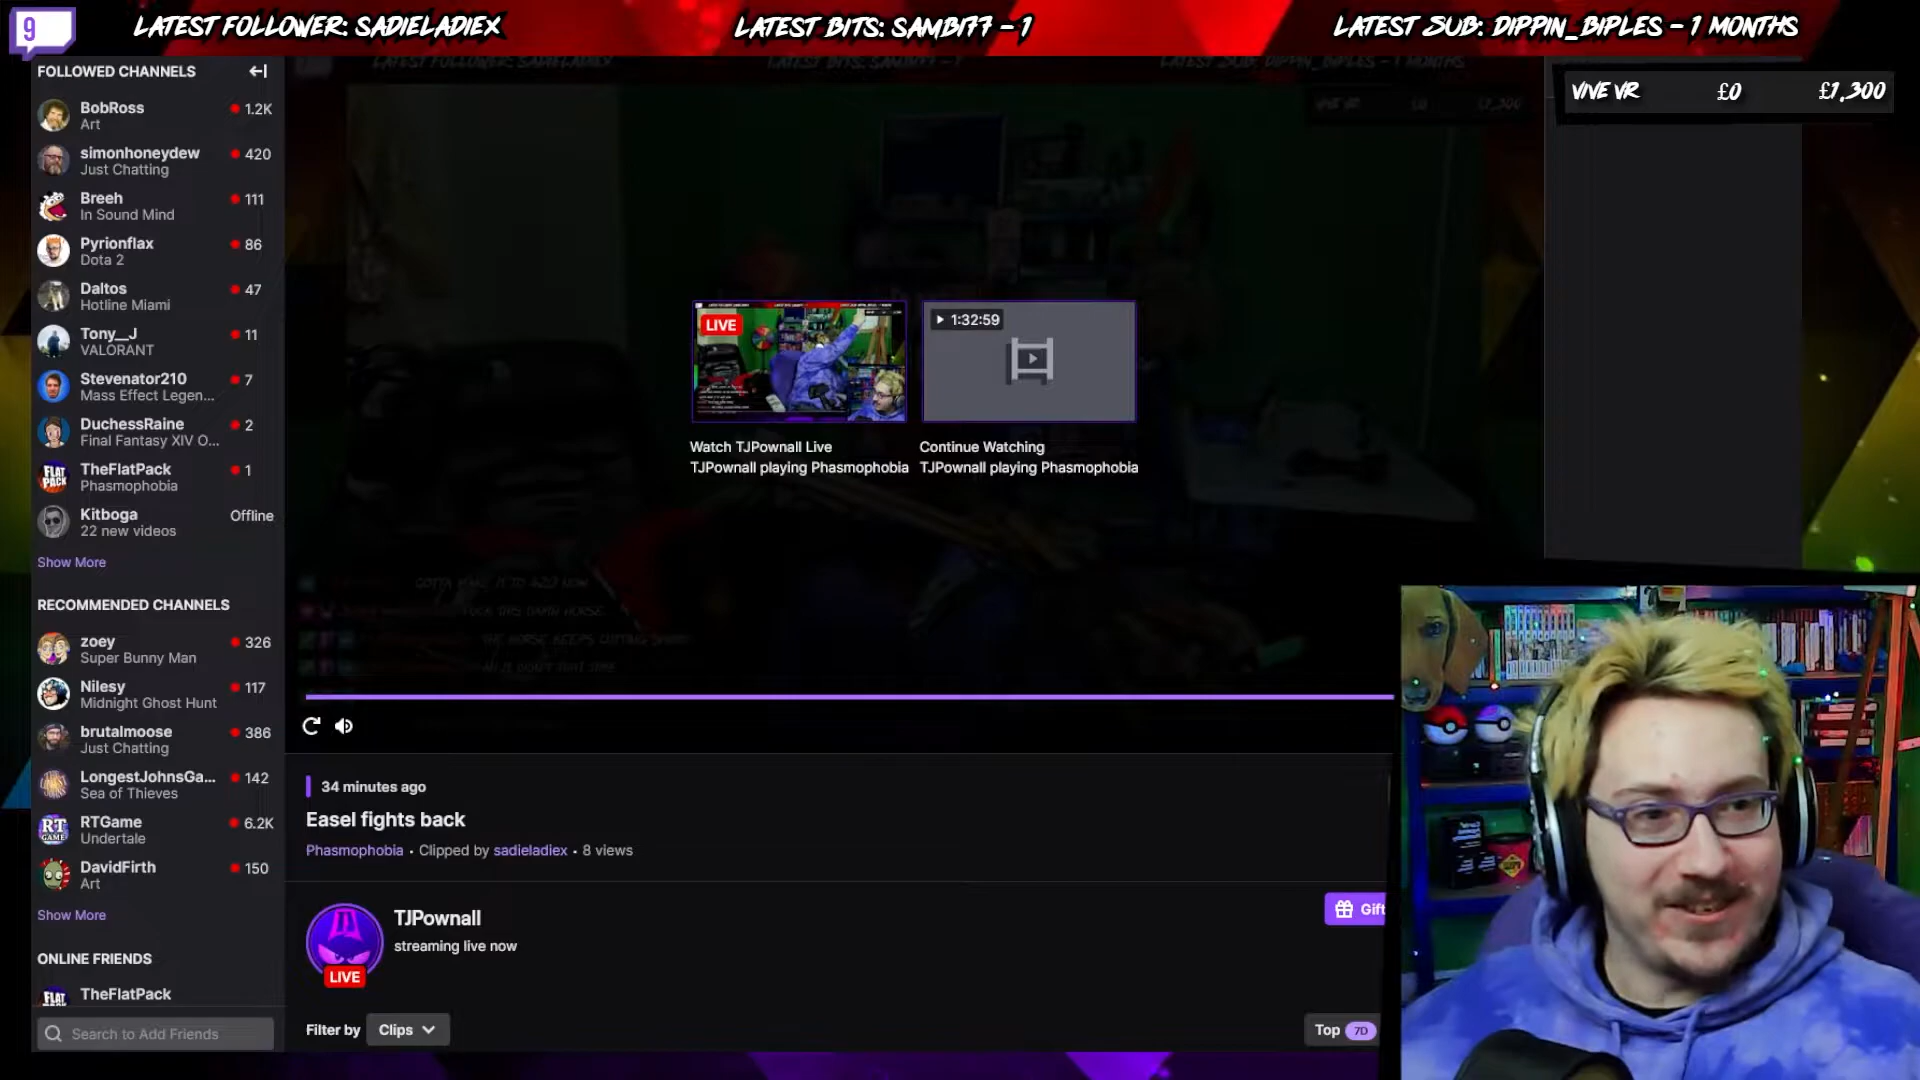 9
LATEST FOLLOWER: SADIELADIEX
LATEST BITS: SAMBI77 - 1
LATEST SUB: DIPPIN_BIPLES - 1 MONTHS
VIVE VR £0 £1,300
FOLLOWED CHANNELS
BobRoss 1.2K
Art
simonhoneydew 420
Just Chatting
Breeh 111
In Sound Mind
Pyrionflax 86
Dota 2
Daltos 47
Hotline Miami
Tony__J 11
VALORANT
Stevenator210 7
Mass Effect Legen...
DuchessRaine 2
Final Fantasy XIV O...
TheFlatPack 1
Phasmophobia
Kitboga Offline
22 new videos
Show More
RECOMMENDED CHANNELS
zoey 326
Super Bunny Man
Nilesy 117
Midnight Ghost Hunt
brutalmoose 386
Just Chatting
LongestJohnsGa... 142
Sea of Thieves
RTGame 6.2K
Undertale
DavidFirth 150
Art
Show More
ONLINE FRIENDS
TheFlatPack
Search to Add Friends
LIVE
1:32:59
Watch TJPownall Live
TJPownall playing Phasmophobia
Continue Watching
TJPownall playing Phasmophobia
34 minutes ago
Easel fights back
Phasmophobia • Clipped by sadieladiex • 8 views
TJPownall
streaming live now
LIVE
Gift
Filter by Clips
Top 7D